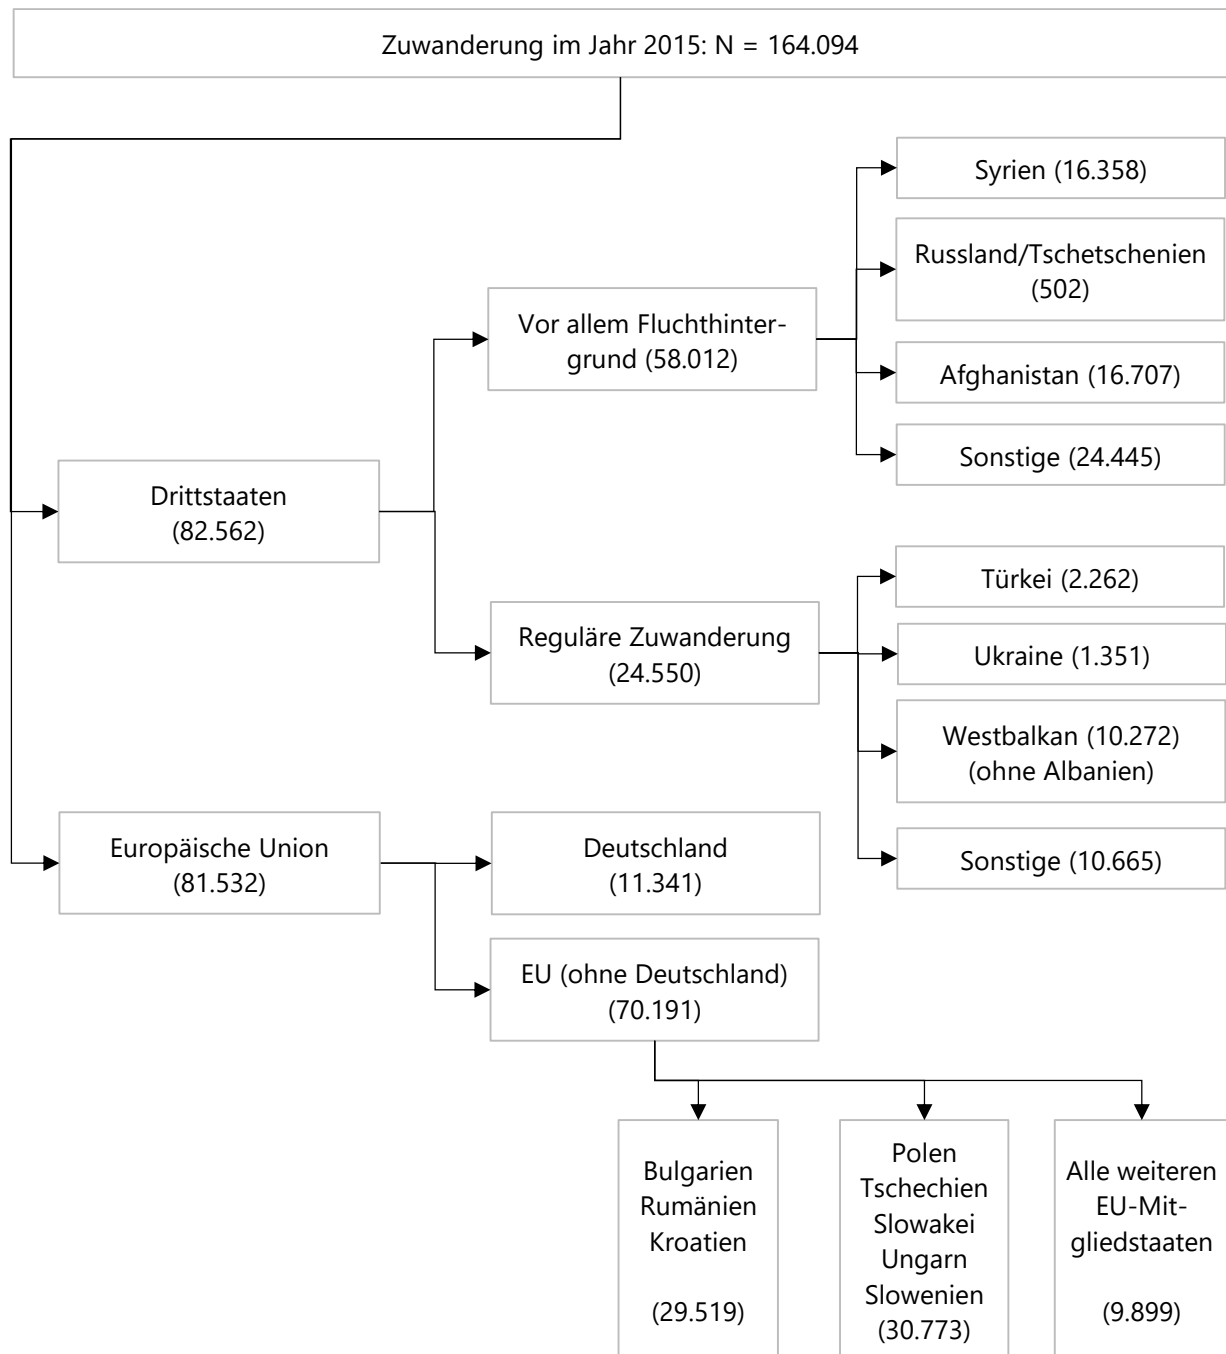 Zuwanderung im Jahr 2015: N = 164.094
Syrien (16.358)
Russland/Tschetschenien
(502)
Vor allem Fluchthinter-
grund (58.012)
Afghanistan (16.707)
Sonstige (24.445)
Drittstaaten
(82.562)
Türkei (2.262)
Reguläre Zuwanderung
(24.550)
Ukraine (1.351)
Westbalkan (10.272)
(ohne Albanien)
Sonstige (10.665)
Europäische Union
(81.532)
Deutschland
(11.341)
EU (ohne Deutschland)
(70.191)
Bulgarien
Rumänien
Kroatien
(29.519)
Polen
Tschechien
Slowakei
Ungarn
Slowenien
(30.773)
Alle weiteren
EU-Mit-
gliedstaaten
(9.899)